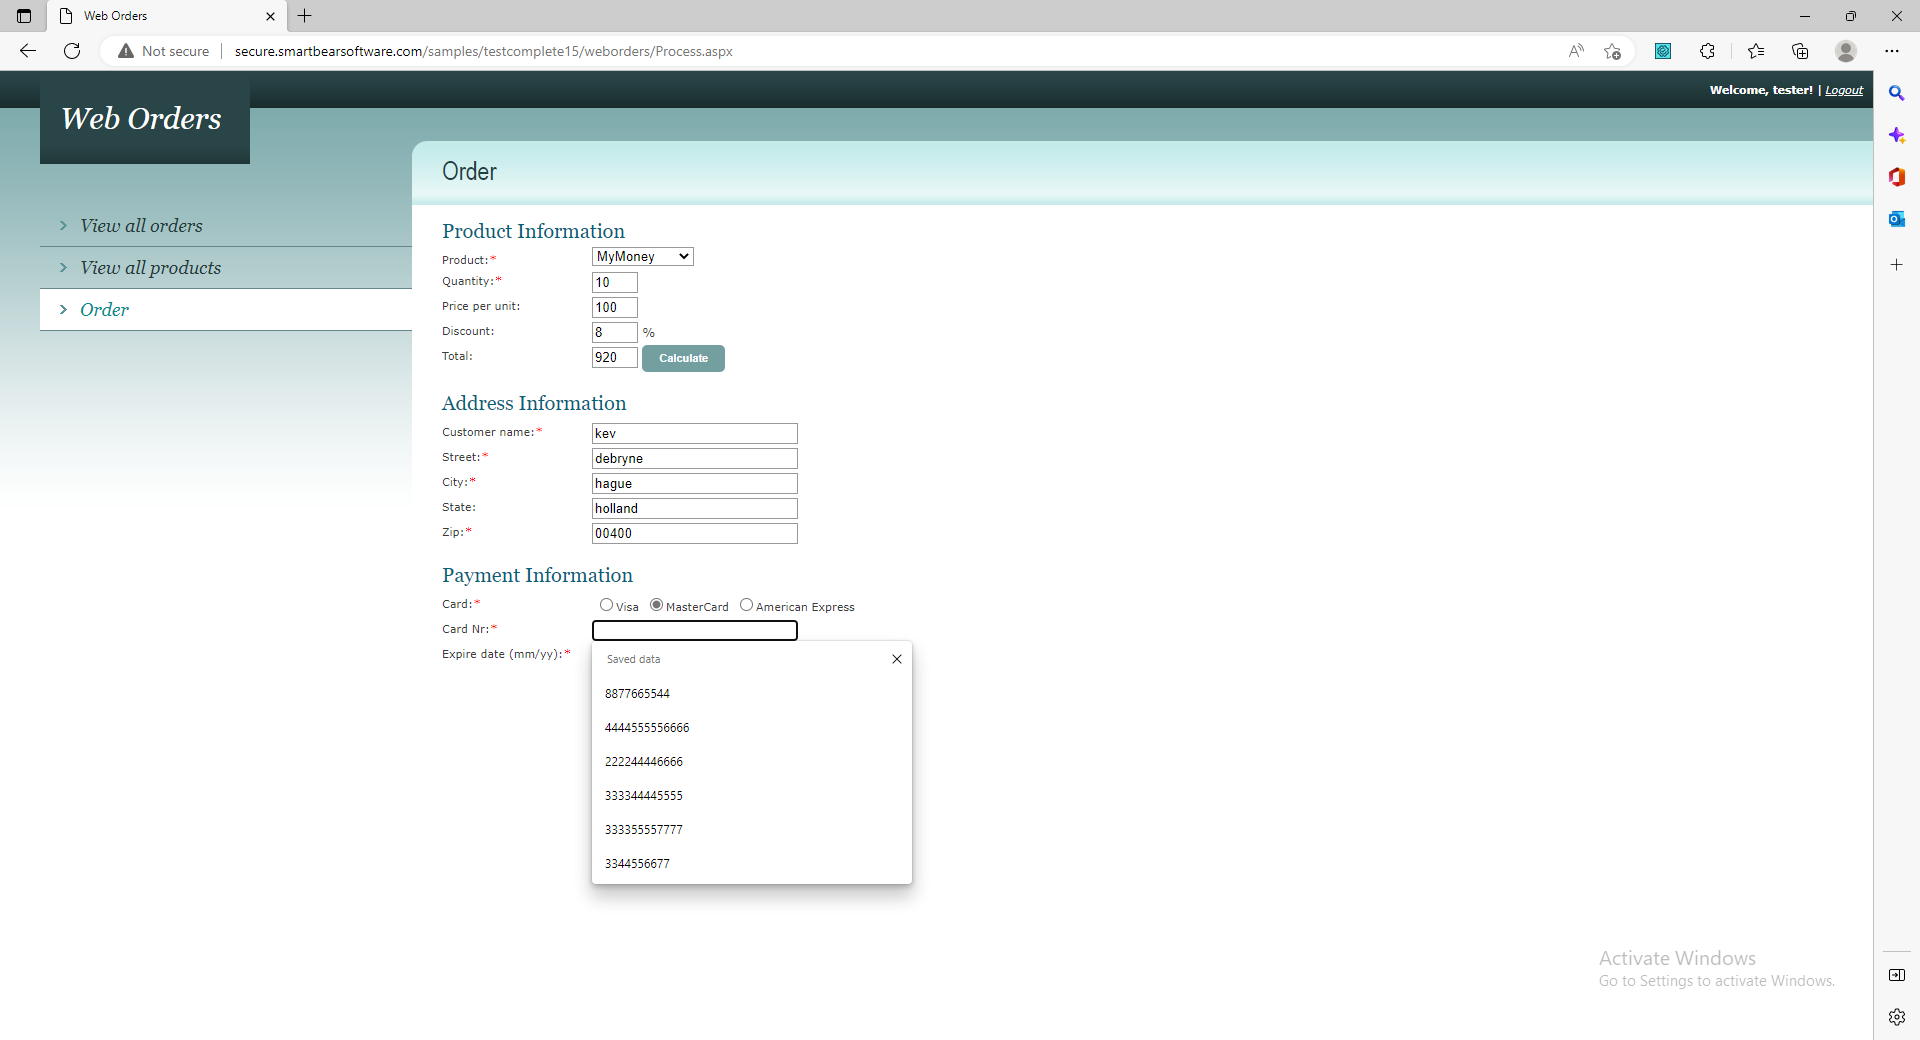 Web Orders
Not secure
secure.smartbearsoftware.com/samples/testcomplete15/weborders/Process.aspx
Welcome, tester! | Logout
Web Orders
Order
View all orders
View all products
Order
Product Information
Product:* MyMoney
Quantity:* 10
Price per unit: 100
Discount: 8 %
Total: 920 Calculate
Address Information
Customer name:* kev
Street:* debryne
City:* hague
State: holland
Zip:* 00400
Payment Information
Card:* Visa MasterCard American Express
Card Nr:*
Expire date (mm/yy):*
Saved data
8877665544
4444555556666
222244446666
333344445555
333355557777
3344556677
Activate Windows
Go to Settings to activate Windows.